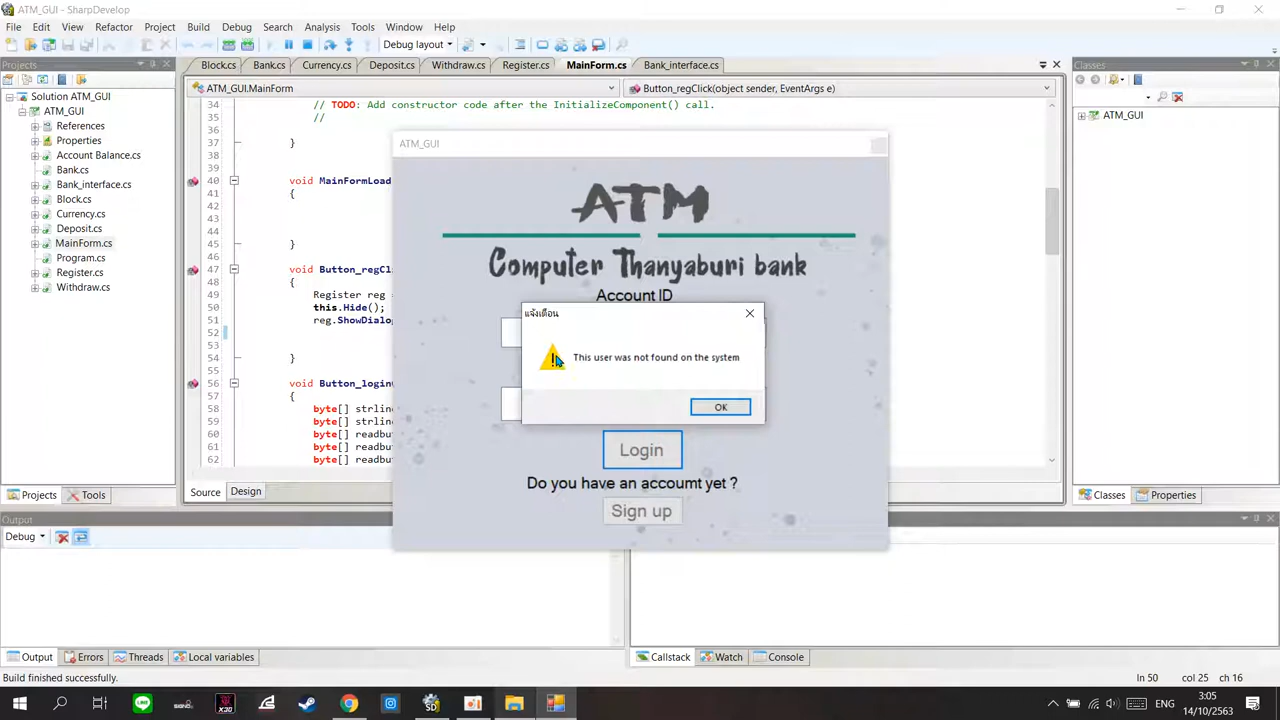 ATM_GUI - SharpDevelop
File Edit View Refactor Project Build Debug Search Analysis Tools Window Help
Debug layout
Projects
Block.cs Bank.cs Currency.cs Deposit.cs Withdraw.cs Register.cs MainForm.cs Bank_interface.cs
Classes
ATM_GUI.MainForm
Button_regClick(object sender, EventArgs e)
Solution ATM_GUI
ATM_GUI
References
Properties
Account Balance.cs
Bank.cs
Bank_interface.cs
Block.cs
Currency.cs
Deposit.cs
MainForm.cs
Program.cs
Register.cs
Withdraw.cs
34 // TODO: Add constructor code after the InitializeComponent() call.
35 //
36
37 }
38
39
40 void MainFormLoad
41 {
42
43
44
45 }
46
47 void Button_regCl
48 {
49 Register reg =
50 this.Hide();
51 reg.ShowDialo
52
53
54 }
55
56 void Button_login
57 {
58 byte[] strline
59 byte[] strline
60 byte[] readbu
61 byte[] readbu
62 byte[] readbu
ATM_GUI
ATM
Computer Thanyaburi bank
Account ID
แจ้งเตือน
This user was not found on the system
OK
Login
Do you have an accoumt yet ?
Sign up
ATM_GUI
Projects Tools
Source Design
Classes Properties
Output
Debug
Output Errors Threads Local variables
Callstack Watch Console
Build finished successfully.
ln 50 col 25 ch 16
ENG
3:05
14/10/2563